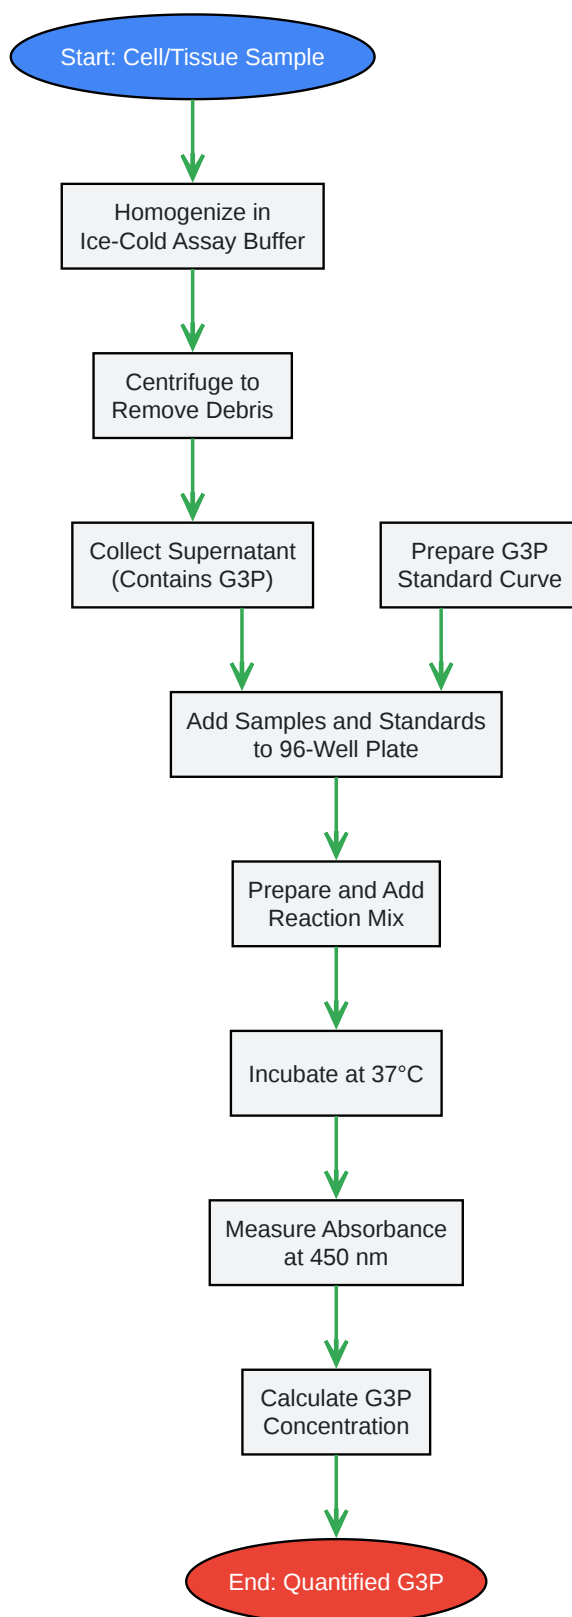 Start: Cell/Tissue Sample
Homogenize in
Ice-Cold Assay Buffer
Centrifuge to
Remove Debris
Collect Supernatant
(Contains G3P)
Prepare G3P
Standard Curve
Add Samples and Standards
to 96-Well Plate
Prepare and Add
Reaction Mix
Incubate at 37°C
Measure Absorbance
at 450 nm
Calculate G3P
Concentration
End: Quantified G3P